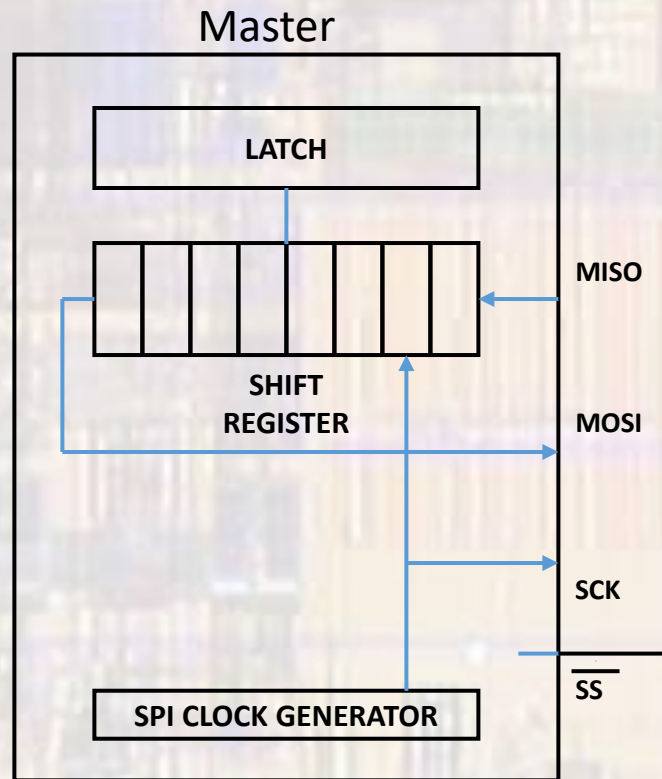 Master
LATCH
MISO
SHIFT
REGISTER
MOSI
SCK
SS
SPI CLOCK GENERATOR